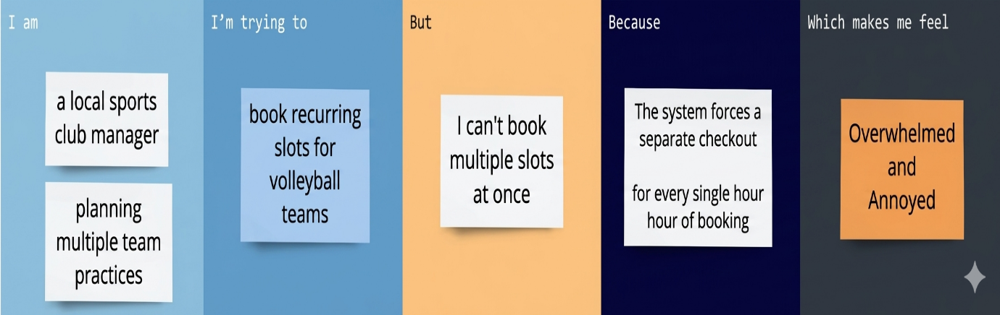 I am
a local sports
club manager
planning
multiple team
practices
I’m trying to
book recurring
slots for
volleyball
teams
But
I can't book
multiple slots
at once
Because
The system forces a
separate checkout
for every single hour
hour of booking
Which makes me feel
Overwhelmed
and
Annoyed